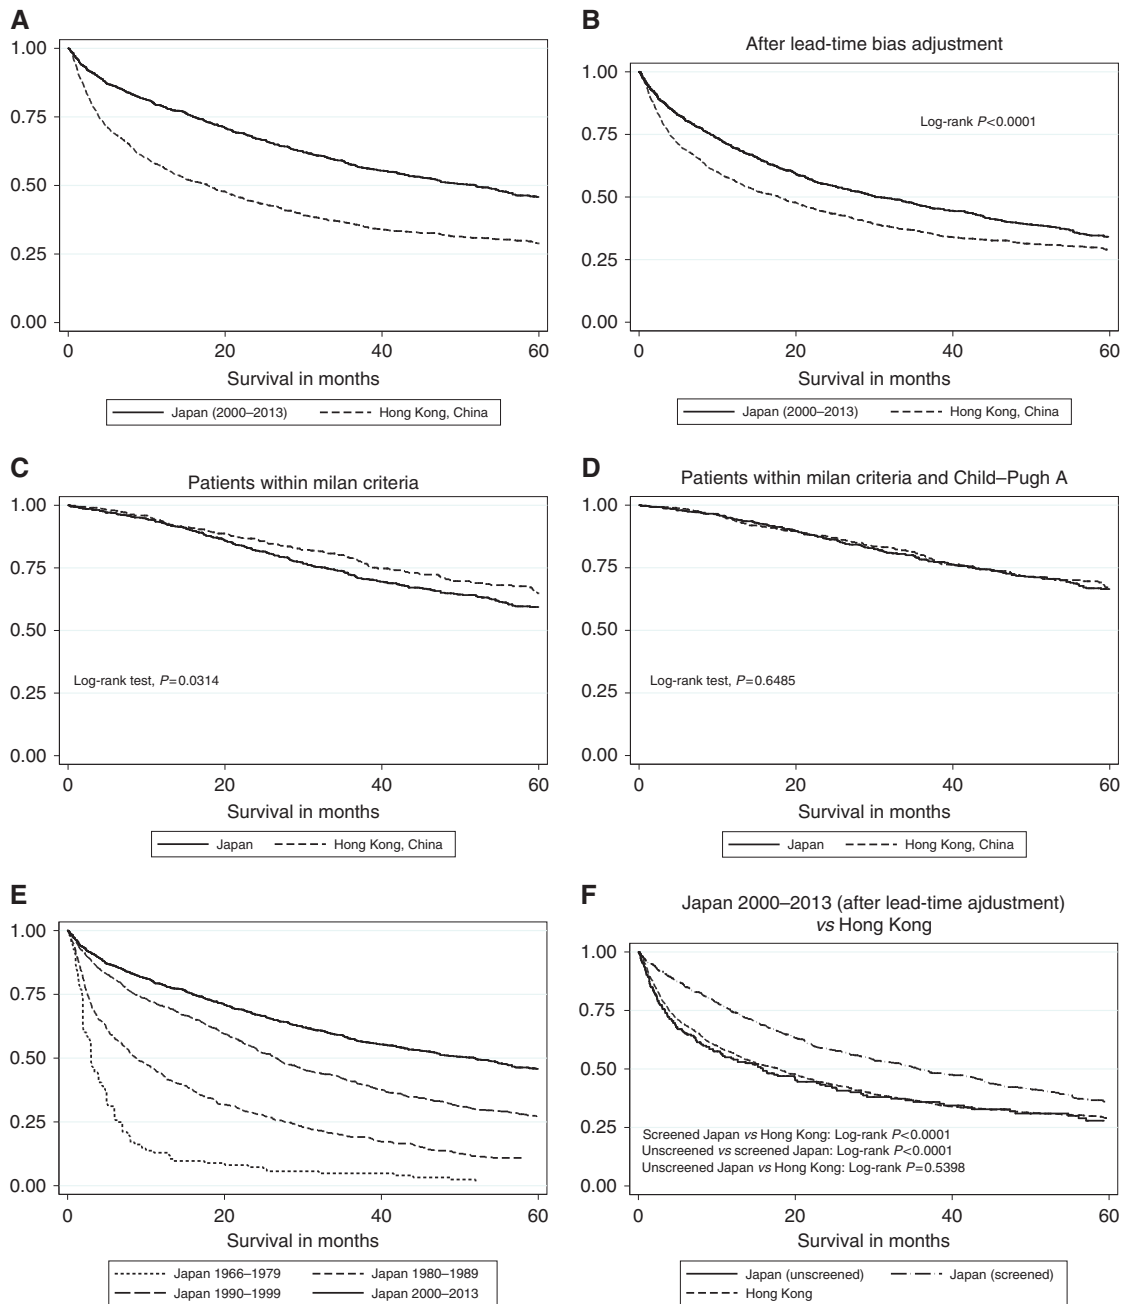 A
1.00
0.75
0.50
0.25
0.00
0 20 40 60
Survival in months
Japan (2000–2013) Hong Kong, China
B
After lead-time bias adjustment
1.00
0.75
0.50
0.25
0.00
Log-rank P<0.0001
0 20 40 60
Survival in months
Japan (2000–2013) Hong Kong, China
C
Patients within milan criteria
1.00
0.75
0.50
0.25
0.00
Log-rank test, P=0.0314
0 20 40 60
Survival in months
Japan Hong Kong, China
D
Patients within milan criteria and Child–Pugh A
1.00
0.75
0.50
0.25
0.00
Log-rank test, P=0.6485
0 20 40 60
Survival in months
Japan Hong Kong, China
E
1.00
0.75
0.50
0.25
0.00
0 20 40 60
Survival in months
Japan 1966–1979 Japan 1980–1989
Japan 1990–1999 Japan 2000–2013
F
Japan 2000–2013 (after lead-time ajdustment)
vs Hong Kong
1.00
0.75
0.50
0.25
0.00
Screened Japan vs Hong Kong: Log-rank P<0.0001
Unscreened vs screened Japan: Log-rank P<0.0001
Unscreened Japan vs Hong Kong: Log-rank P=0.5398
0 20 40 60
Survival in months
Japan (unscreened) Japan (screened)
Hong Kong